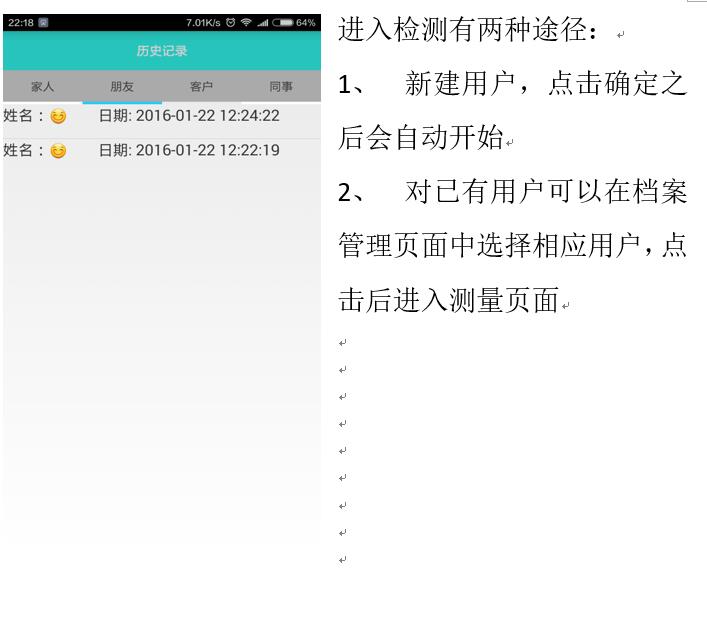 22:18 7.01K/s 64%
历史记录
家人 朋友 客户 同事
姓名：😊 日期: 2016-01-22 12:24:22
姓名：😊 日期: 2016-01-22 12:22:19
进入检测有两种途径：
1、 新建用户，点击确定之
后会自动开始
2、 对已有用户可以在档案
管理页面中选择相应用户，点
击后进入测量页面